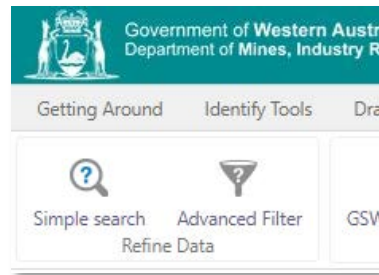 Government of Western Austr
Department of Mines, Industry R
Getting Around Identify Tools Dra
Simple search Advanced Filter GSW
Refine Data